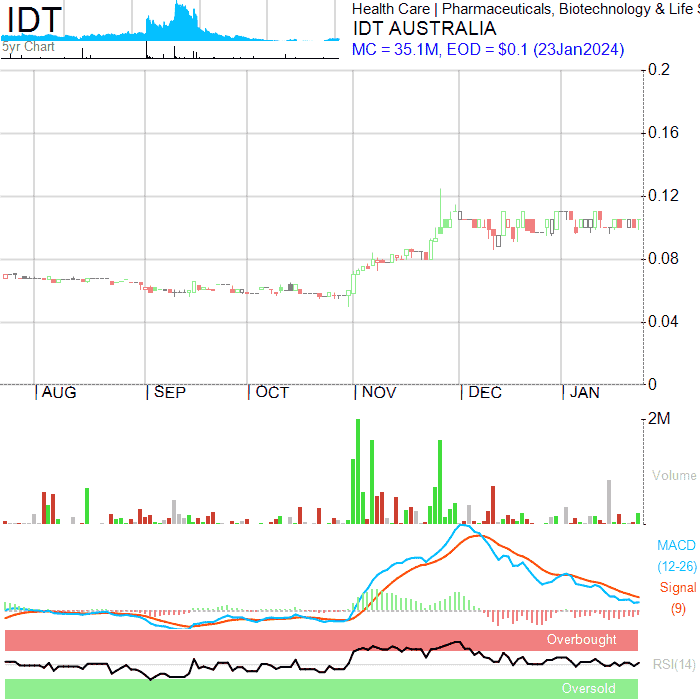 IDT
5yr Chart
Health Care | Pharmaceuticals, Biotechnology & Life S
IDT AUSTRALIA
MC = 35.1M, EOD = $0.1 (23Jan2024)
0.2
0.16
0.12
0.08
0.04
0
AUG SEP OCT NOV DEC JAN
2M
Volume
MACD
(12-26)
Signal
(9)
Overbought
RSI(14)
Oversold